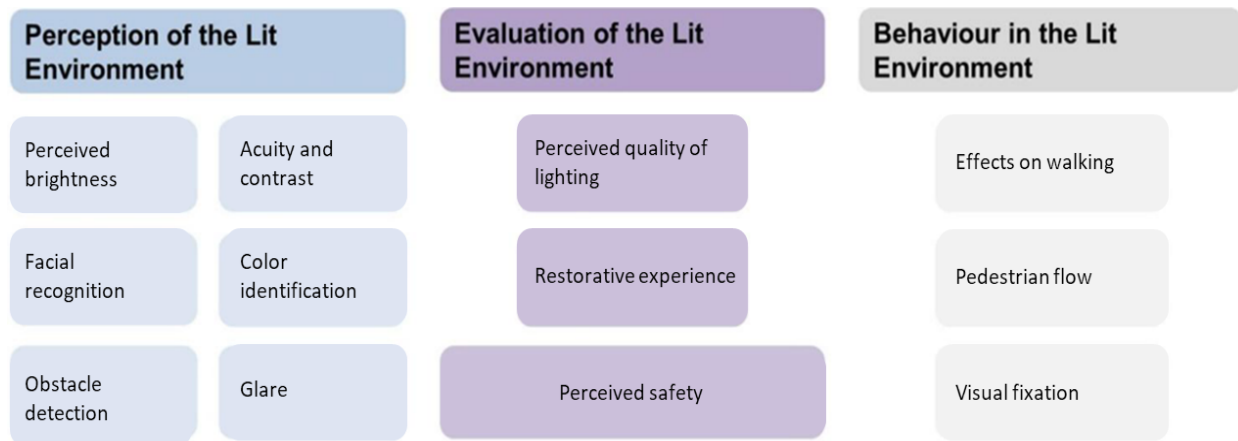 Perception of the Lit
Environment
Perceived
brightness
Acuity and
contrast
Facial
recognition
Color
identification
Obstacle
detection
Glare
Evaluation of the Lit
Environment
Perceived quality of
lighting
Restorative experience
Perceived safety
Behaviour in the Lit
Environment
Effects on walking
Pedestrian flow
Visual fixation